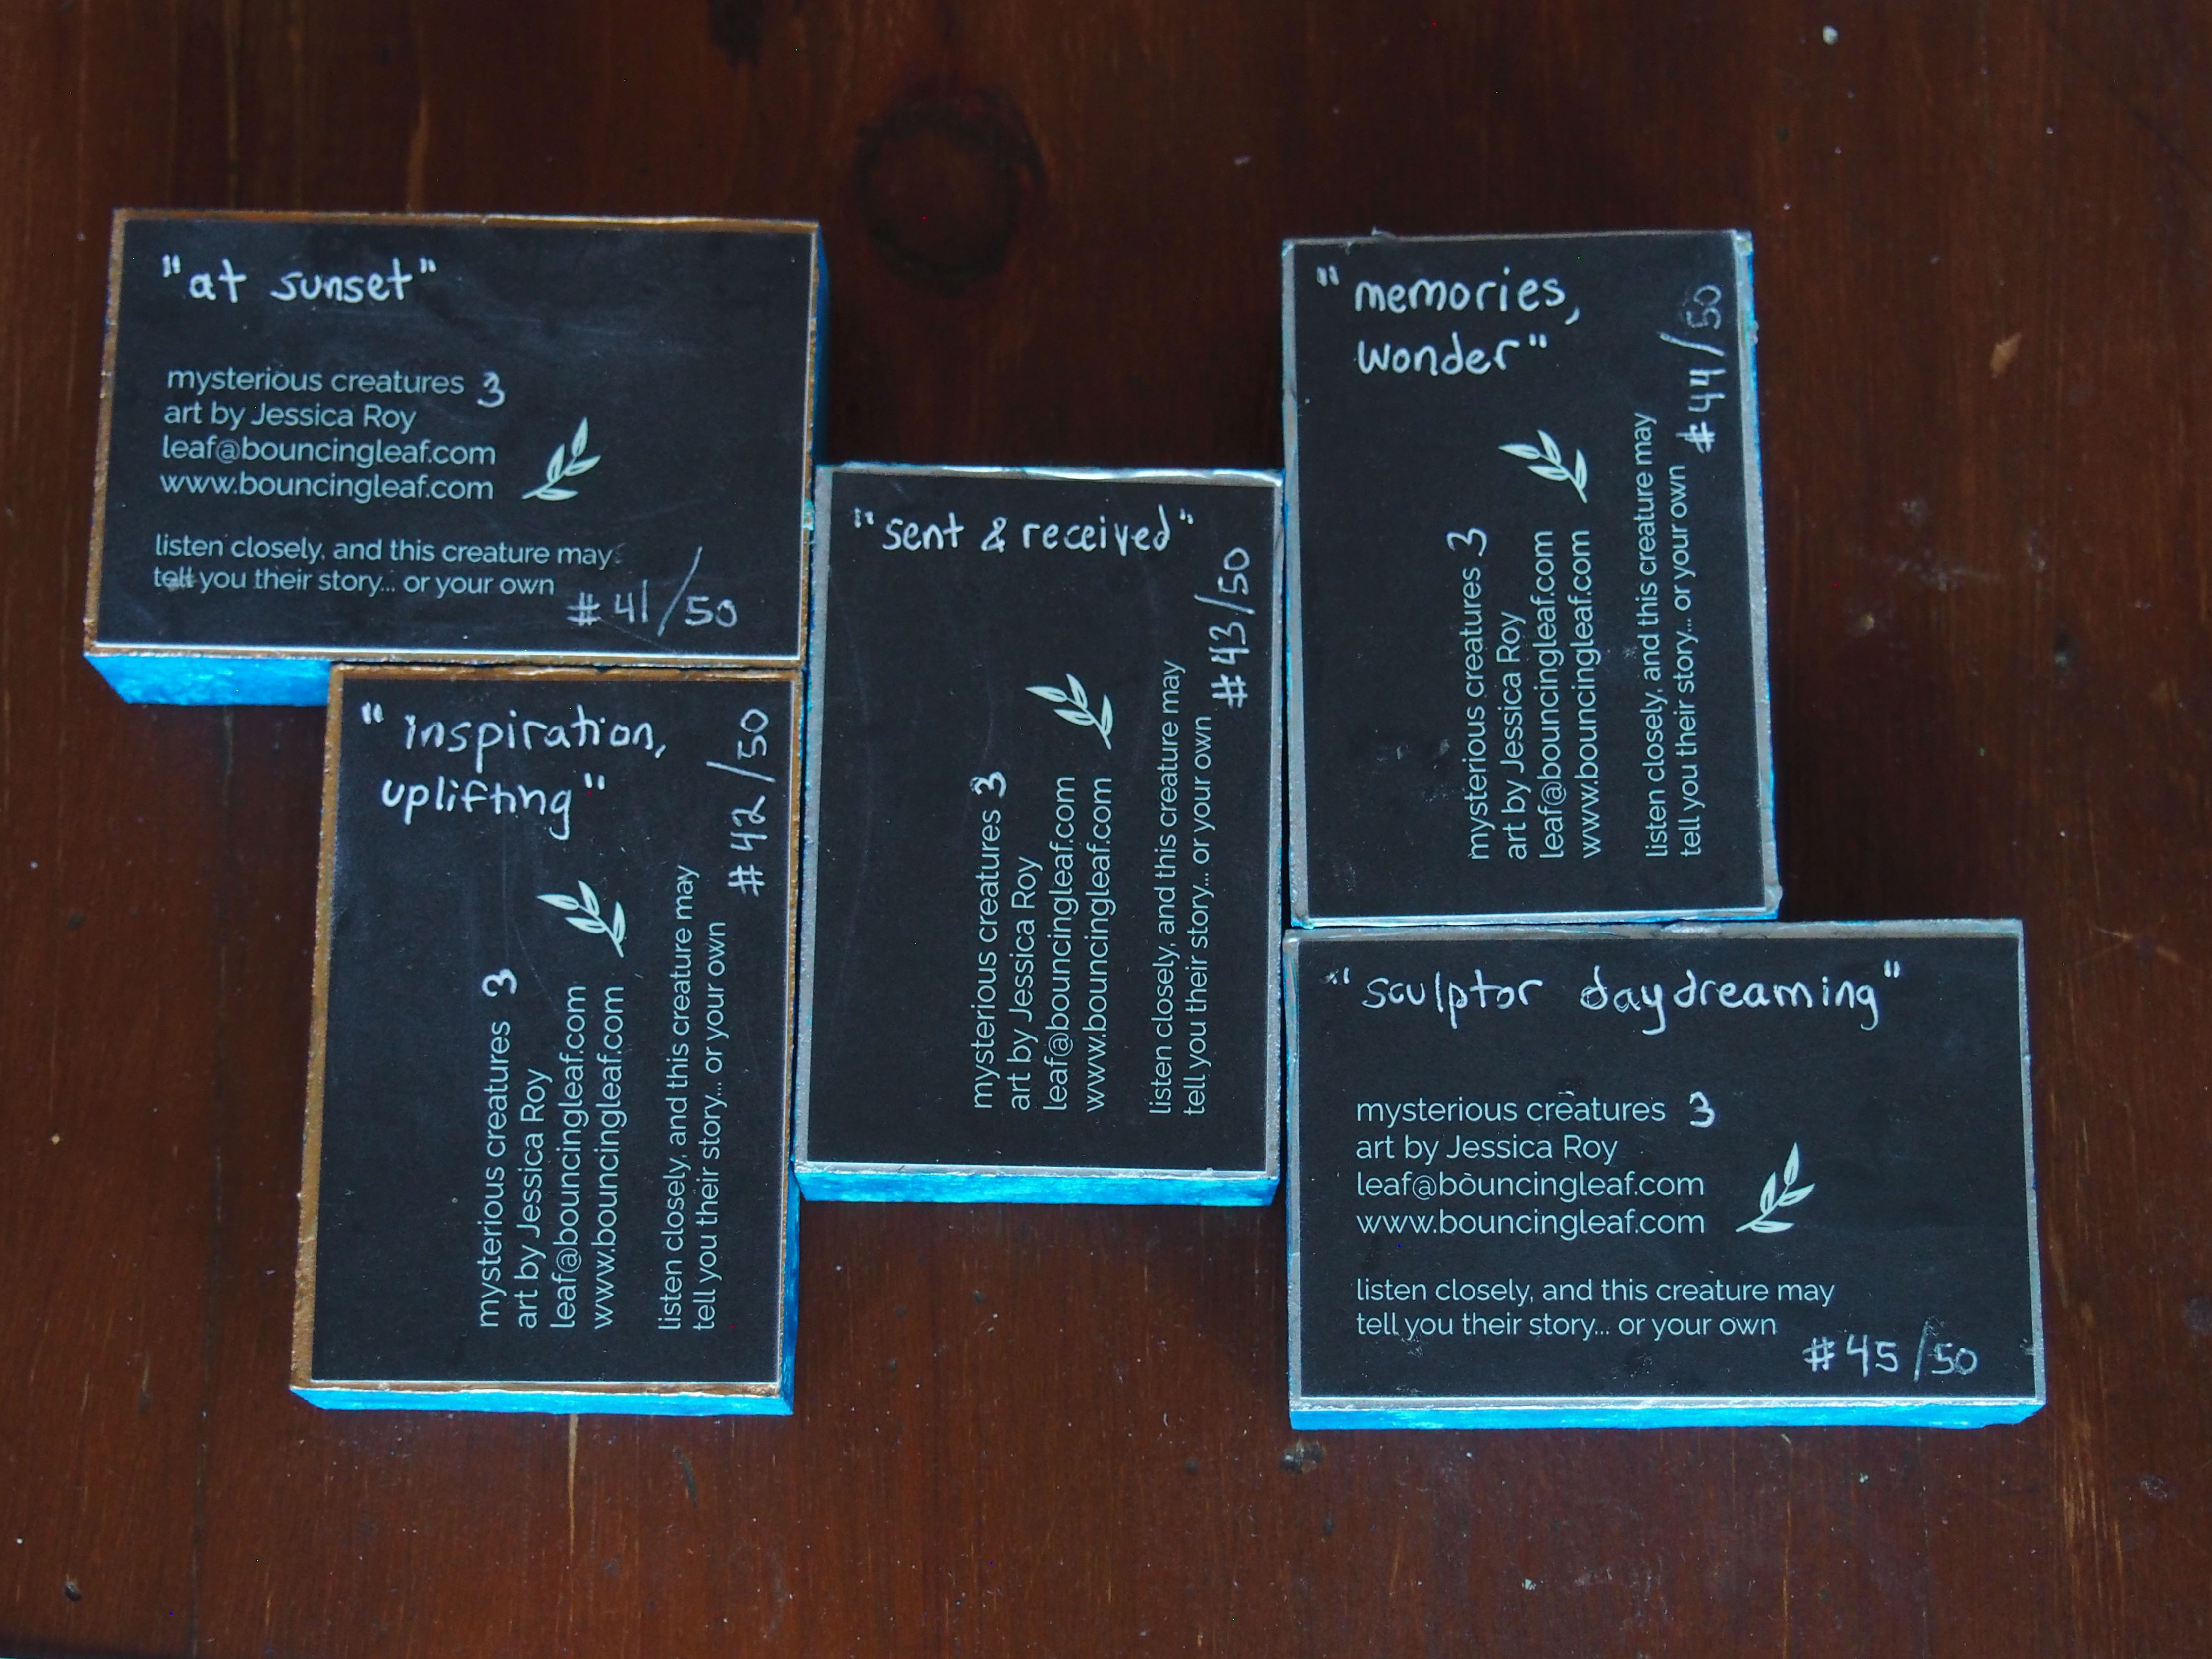 "at sunset"
mysterious creatures 3
art by Jessica Roy
leaf@bouncingleaf.com
www.bouncingleaf.com
listen closely, and this creature may
tell you their story... or your own
#41/50
"inspiration,
uplifting"
mysterious creatures 3
art by Jessica Roy
leaf@bouncingleaf.com
www.bouncingleaf.com
listen closely, and this creature may
tell you their story... or your own
#42/50
"sent & received"
mysterious creatures 3
art by Jessica Roy
leaf@bouncingleaf.com
www.bouncingleaf.com
listen closely, and this creature may
tell you their story... or your own
#43/50
"memories,
wonder"
mysterious creatures 3
art by Jessica Roy
leaf@bouncingleaf.com
www.bouncingleaf.com
listen closely, and this creature may
tell you their story... or your own
#44/50
"sculptor daydreaming"
mysterious creatures 3
art by Jessica Roy
leaf@bouncingleaf.com
www.bouncingleaf.com
listen closely, and this creature may
tell you their story... or your own
#45/50